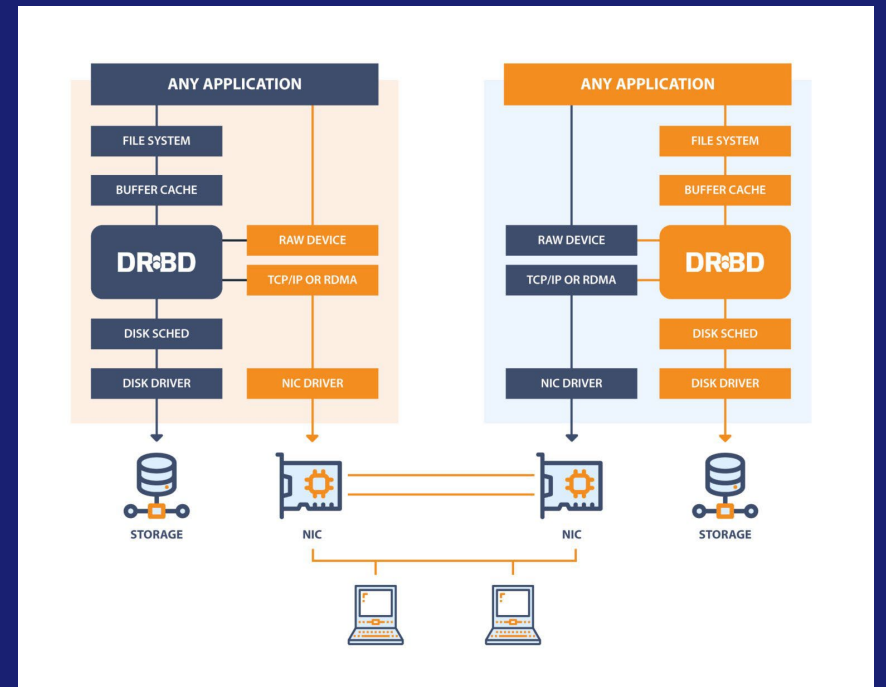 ANY APPLICATION
FILE SYSTEM
BUFFER CACHE
RAW DEVICE
DRBD
TCP/IP OR RDMA
DISK SCHED
DISK DRIVER
NIC DRIVER
STORAGE
NIC
ANY APPLICATION
FILE SYSTEM
BUFFER CACHE
RAW DEVICE
DRBD
TCP/IP OR RDMA
DISK SCHED
NIC DRIVER
DISK DRIVER
NIC
STORAGE